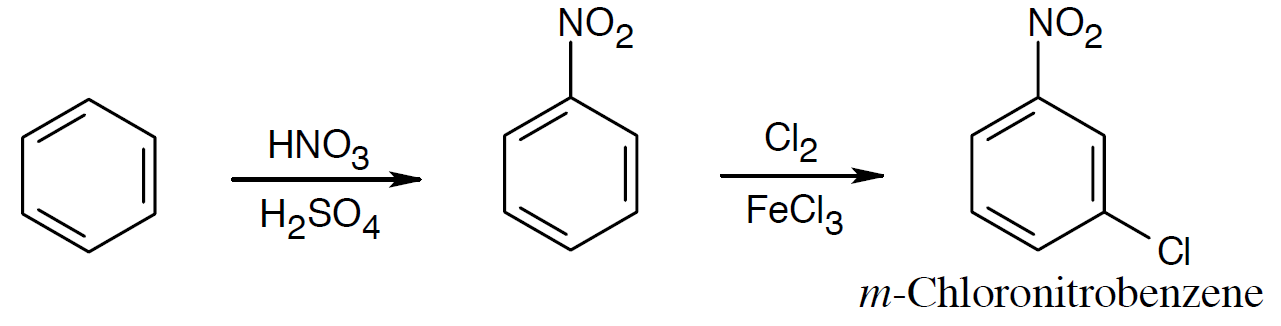 HNO3
H2SO4
NO2
Cl2
FeCl3
NO2
Cl
m-Chloronitrobenzene